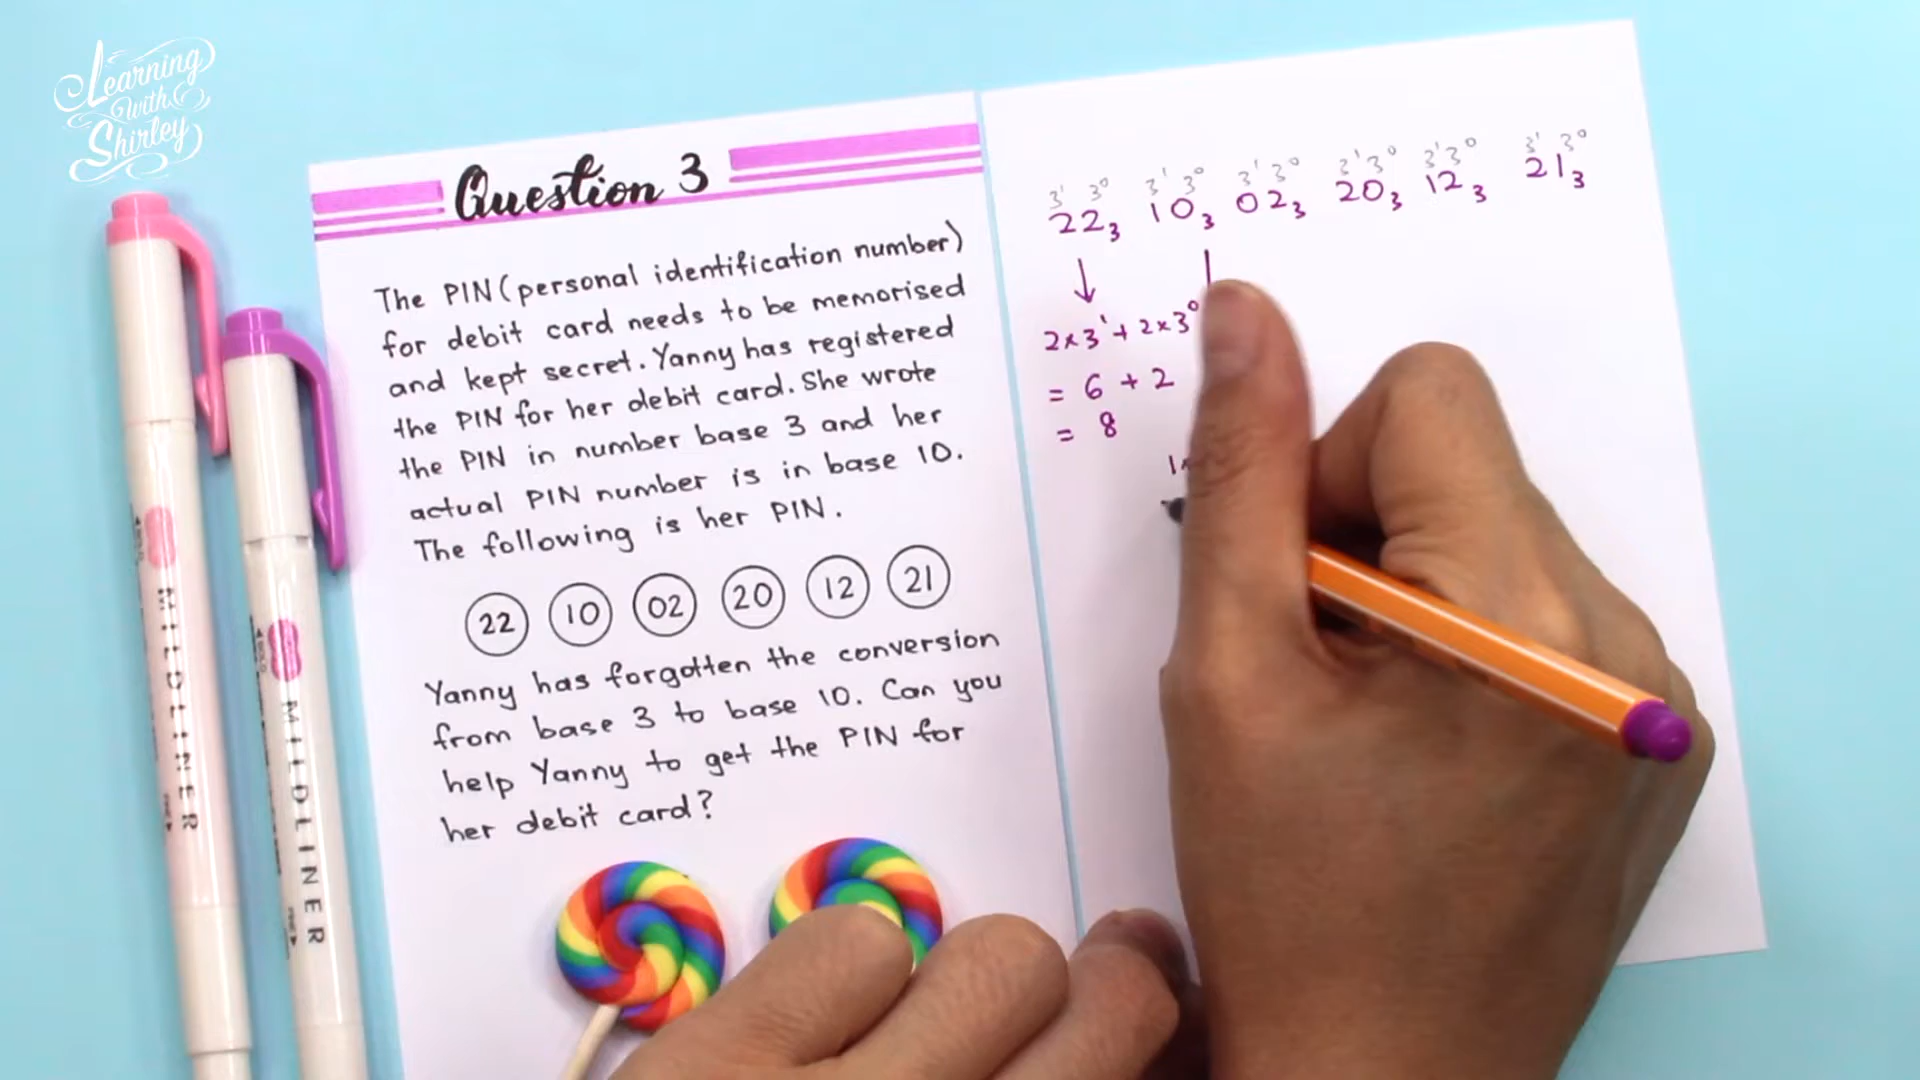 Learning
With
Shirley
Question 3
The PIN (personal identification number)
for debit card needs to be memorised
and kept secret. Yanny has registered
the PIN for her debit card. She wrote
the PIN in number base 3 and her
actual PIN number is in base 10.
The following is her PIN.
22 10 02 20 12 21
Yanny has forgotten the conversion
from base 3 to base 10. Can you
help Yanny to get the PIN for
her debit card?
3¹ 3⁰ 3¹ 3⁰ 3¹ 3⁰ 3¹ 3⁰ 3¹ 3⁰ 3¹ 3⁰
22₃ 10₃ 02₃ 20₃ 12₃ 21₃
2×3¹ + 2×3⁰
= 6 + 2
= 8
MILDLINER
MILDLINER